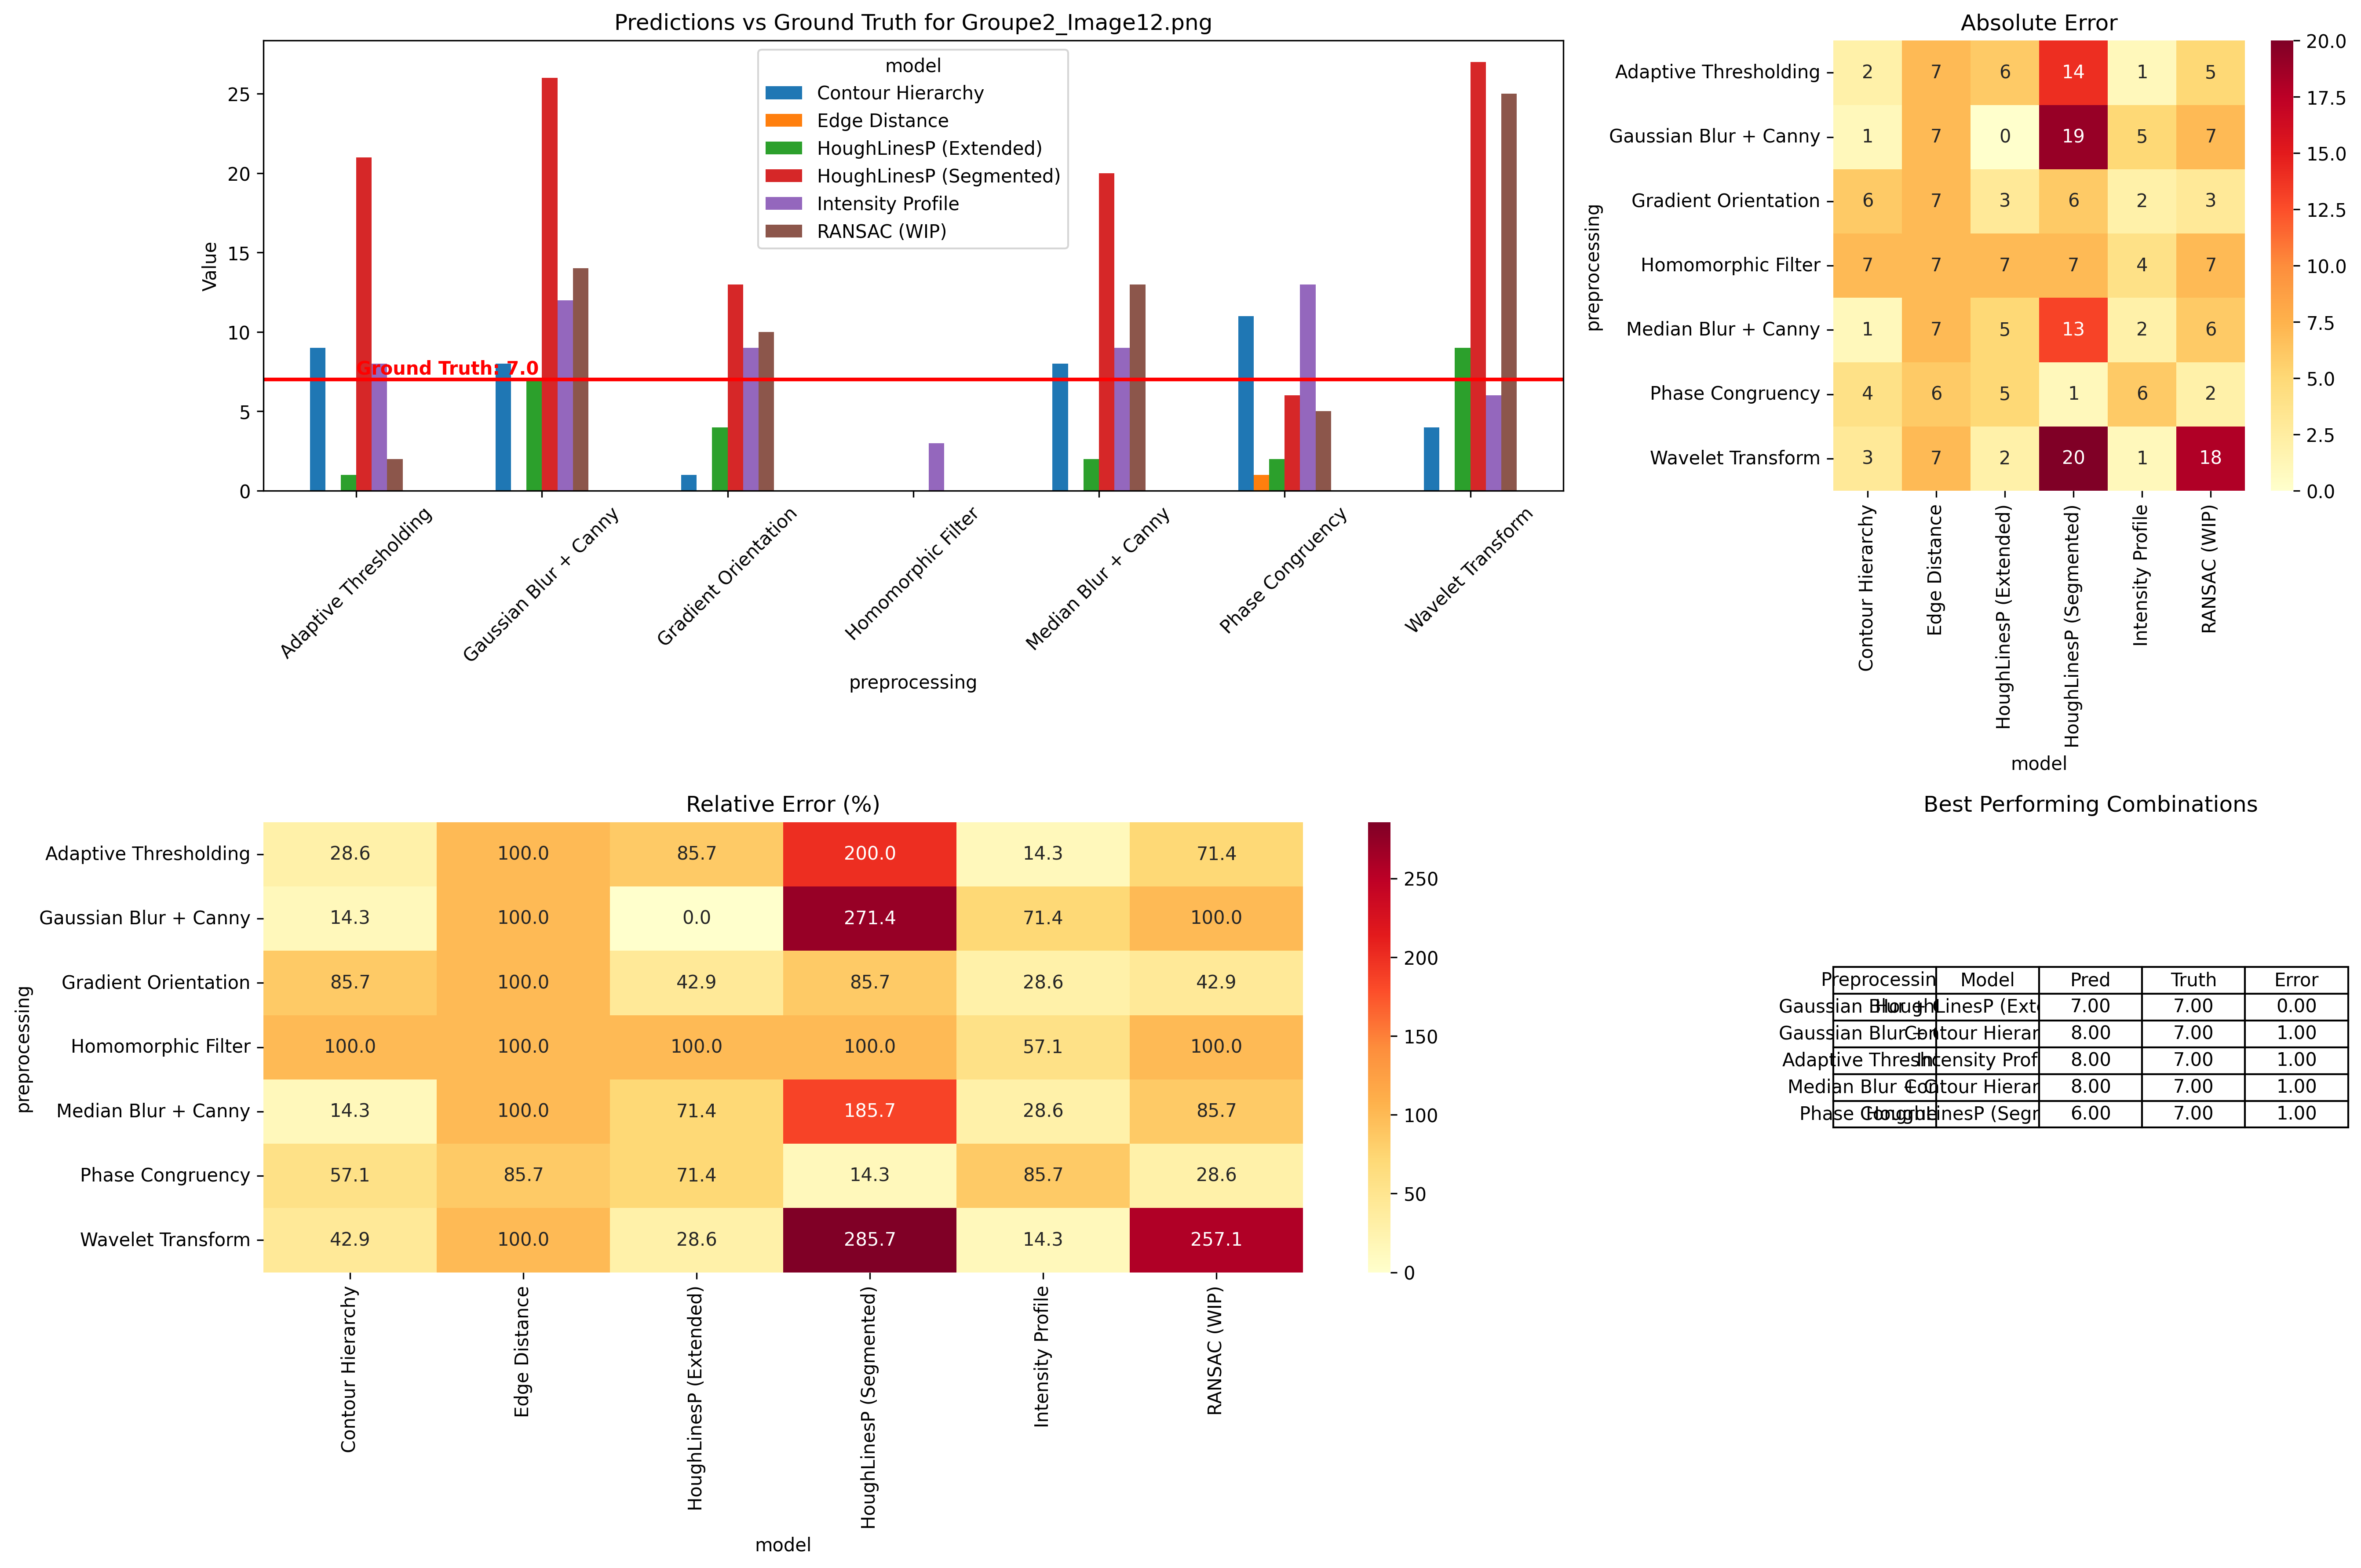 Predictions vs Ground Truth for Groupe2_Image12.png
Value
25
20
15
10
5
0
Ground Truth: 7.0
model
Contour Hierarchy
Edge Distance
HoughLinesP (Extended)
HoughLinesP (Segmented)
Intensity Profile
RANSAC (WIP)
Adaptive Thresholding
Gaussian Blur + Canny
Gradient Orientation
Homomorphic Filter
Median Blur + Canny
Phase Congruency
Wavelet Transform
preprocessing
Absolute Error
preprocessing
Adaptive Thresholding 2 7 6 14 1 5
Gaussian Blur + Canny 1 7 0 19 5 7
Gradient Orientation 6 7 3 6 2 3
Homomorphic Filter 7 7 7 7 4 7
Median Blur + Canny 1 7 5 13 2 6
Phase Congruency 4 6 5 1 6 2
Wavelet Transform 3 7 2 20 1 18
Contour Hierarchy
Edge Distance
HoughLinesP (Extended)
HoughLinesP (Segmented)
Intensity Profile
RANSAC (WIP)
model
20.0
17.5
15.0
12.5
10.0
7.5
5.0
2.5
0.0
Relative Error (%)
preprocessing
Adaptive Thresholding 28.6 100.0 85.7 200.0 14.3 71.4
Gaussian Blur + Canny 14.3 100.0 0.0 271.4 71.4 100.0
Gradient Orientation 85.7 100.0 42.9 85.7 28.6 42.9
Homomorphic Filter 100.0 100.0 100.0 100.0 57.1 100.0
Median Blur + Canny 14.3 100.0 71.4 185.7 28.6 85.7
Phase Congruency 57.1 85.7 71.4 14.3 85.7 28.6
Wavelet Transform 42.9 100.0 28.6 285.7 14.3 257.1
Contour Hierarchy
Edge Distance
HoughLinesP (Extended)
HoughLinesP (Segmented)
Intensity Profile
RANSAC (WIP)
model
250
200
150
100
50
0
Best Performing Combinations
Preprocessin Model Pred Truth Error
Gaussian Blur + HoughLinesP (Exte 7.00 7.00 0.00
Gaussian Blur + Contour Hierar 8.00 7.00 1.00
Adaptive Thresh Intensity Prof 8.00 7.00 1.00
Median Blur + C Contour Hierar 8.00 7.00 1.00
Phase Congrue HoughLinesP (Segr 6.00 7.00 1.00